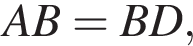 AB = BD,